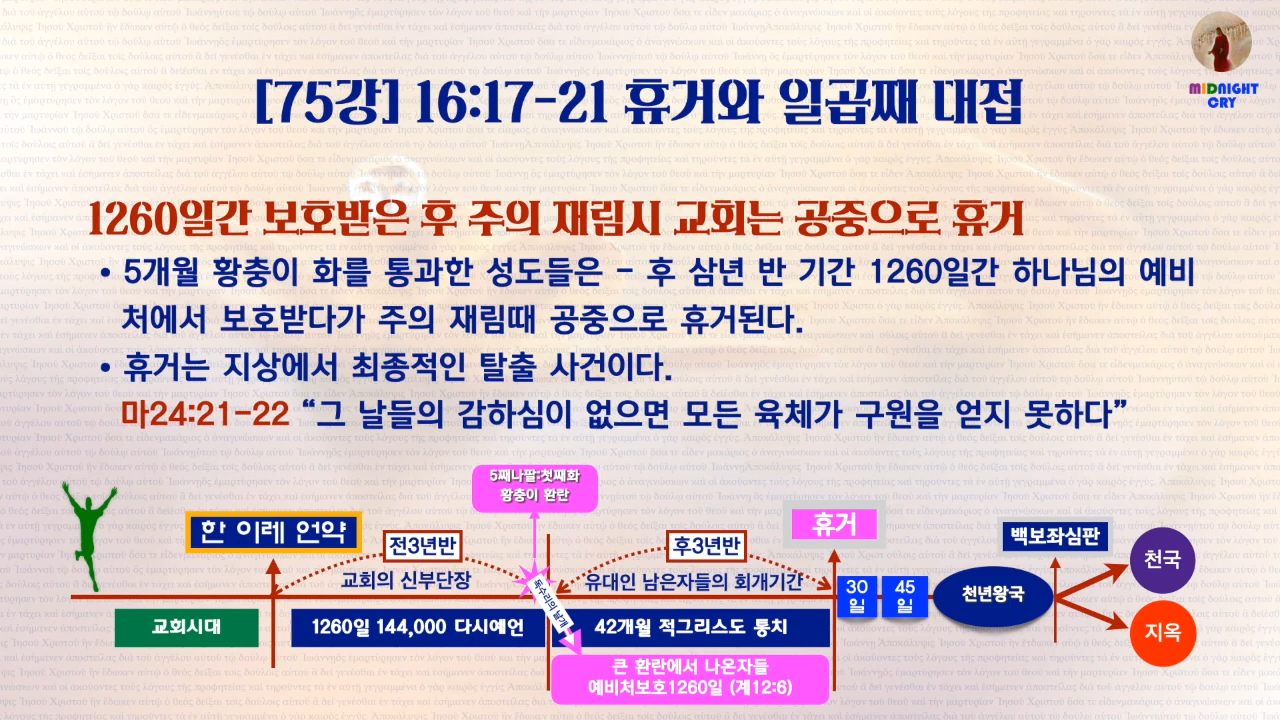 MIDNIGHT
CRY
[75강] 16:17-21 휴거와 일곱째 대접
1260일간 보호받은 후 주의 재림시 교회는 공중으로 휴거
• 5개월 황충이 화를 통과한 성도들은 - 후 삼년 반 기간 1260일간 하나님의 예비
처에서 보호받다가 주의 재림때 공중으로 휴거된다.
• 휴거는 지상에서 최종적인 탈출 사건이다.
마24:21-22 “그 날들의 감하심이 없으면 모든 육체가 구원을 얻지 못하다”
5째나팔:첫째화
황충이 환란
한 이레 언약
전3년반
후3년반
휴거
백보좌심판
천국
교회의 신부단장
유대인 남은자들의 회개기간
독수리의 날개
30
일
45
일
천년왕국
교회시대
1260일 144,000 다시예언
42개월 적그리스도 통치
지옥
큰 환란에서 나온자들
예비처보호1260일 (계12:6)